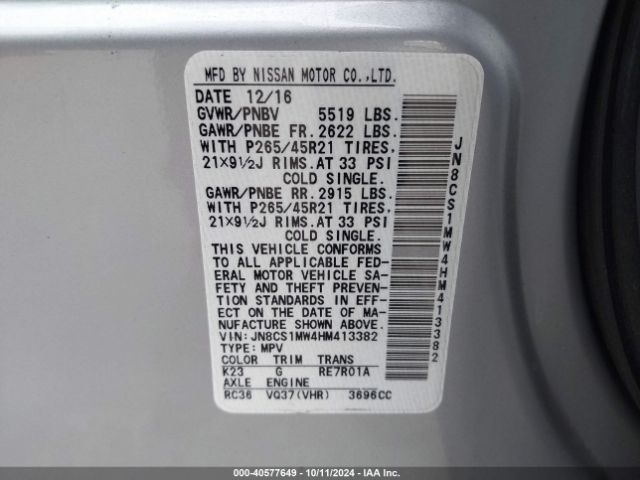 MFD BY NISSAN MOTOR CO.,LTD.
DATE 12/16
GVWR/PNBV 5519 LBS.
GAWR/PNBE FR. 2622 LBS.
WITH P265/45R21 TIRES,
21X9½J RIMS.AT 33 PSI
COLD SINGLE.
GAWR/PNBE RR. 2915 LBS.
WITH P265/45R21 TIRES,
21X9½J RIMS.AT 33 PSI
COLD SINGLE.
THIS VEHICLE CONFORMS
TO ALL APPLICABLE FED-
ERAL MOTOR VEHICLE SA-
FETY AND THEFT PREVEN-
TION STANDARDS IN EFF-
ECT ON THE DATE OF MA-
NUFACTURE SHOWN ABOVE.
VIN:JN8CS1MW4HM413382
TYPE: MPV
COLOR TRIM TRANS
K23 G RE7R01A
AXLE ENGINE
RC36 VQ37(VHR) 3696CC
JN8CS1MW4HM413382
IAA 40577649 - 10/11/2024 - IAAI.COM